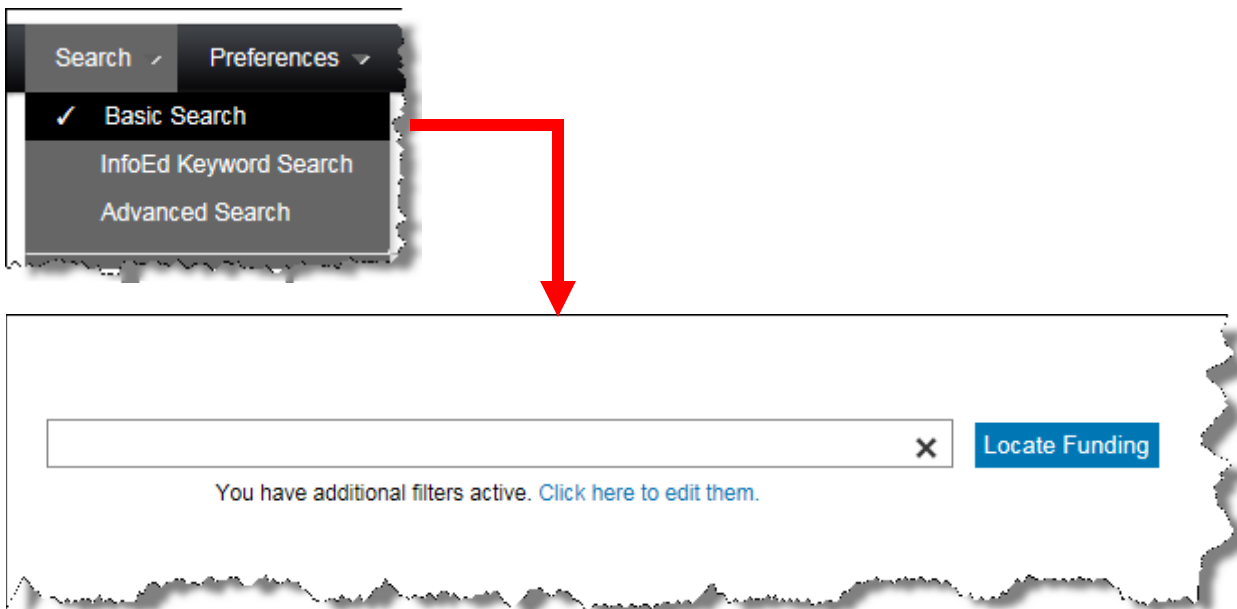 Search Preferences
✓ Basic Search
InfoEd Keyword Search
Advanced Search
Locate Funding
You have additional filters active. Click here to edit them.